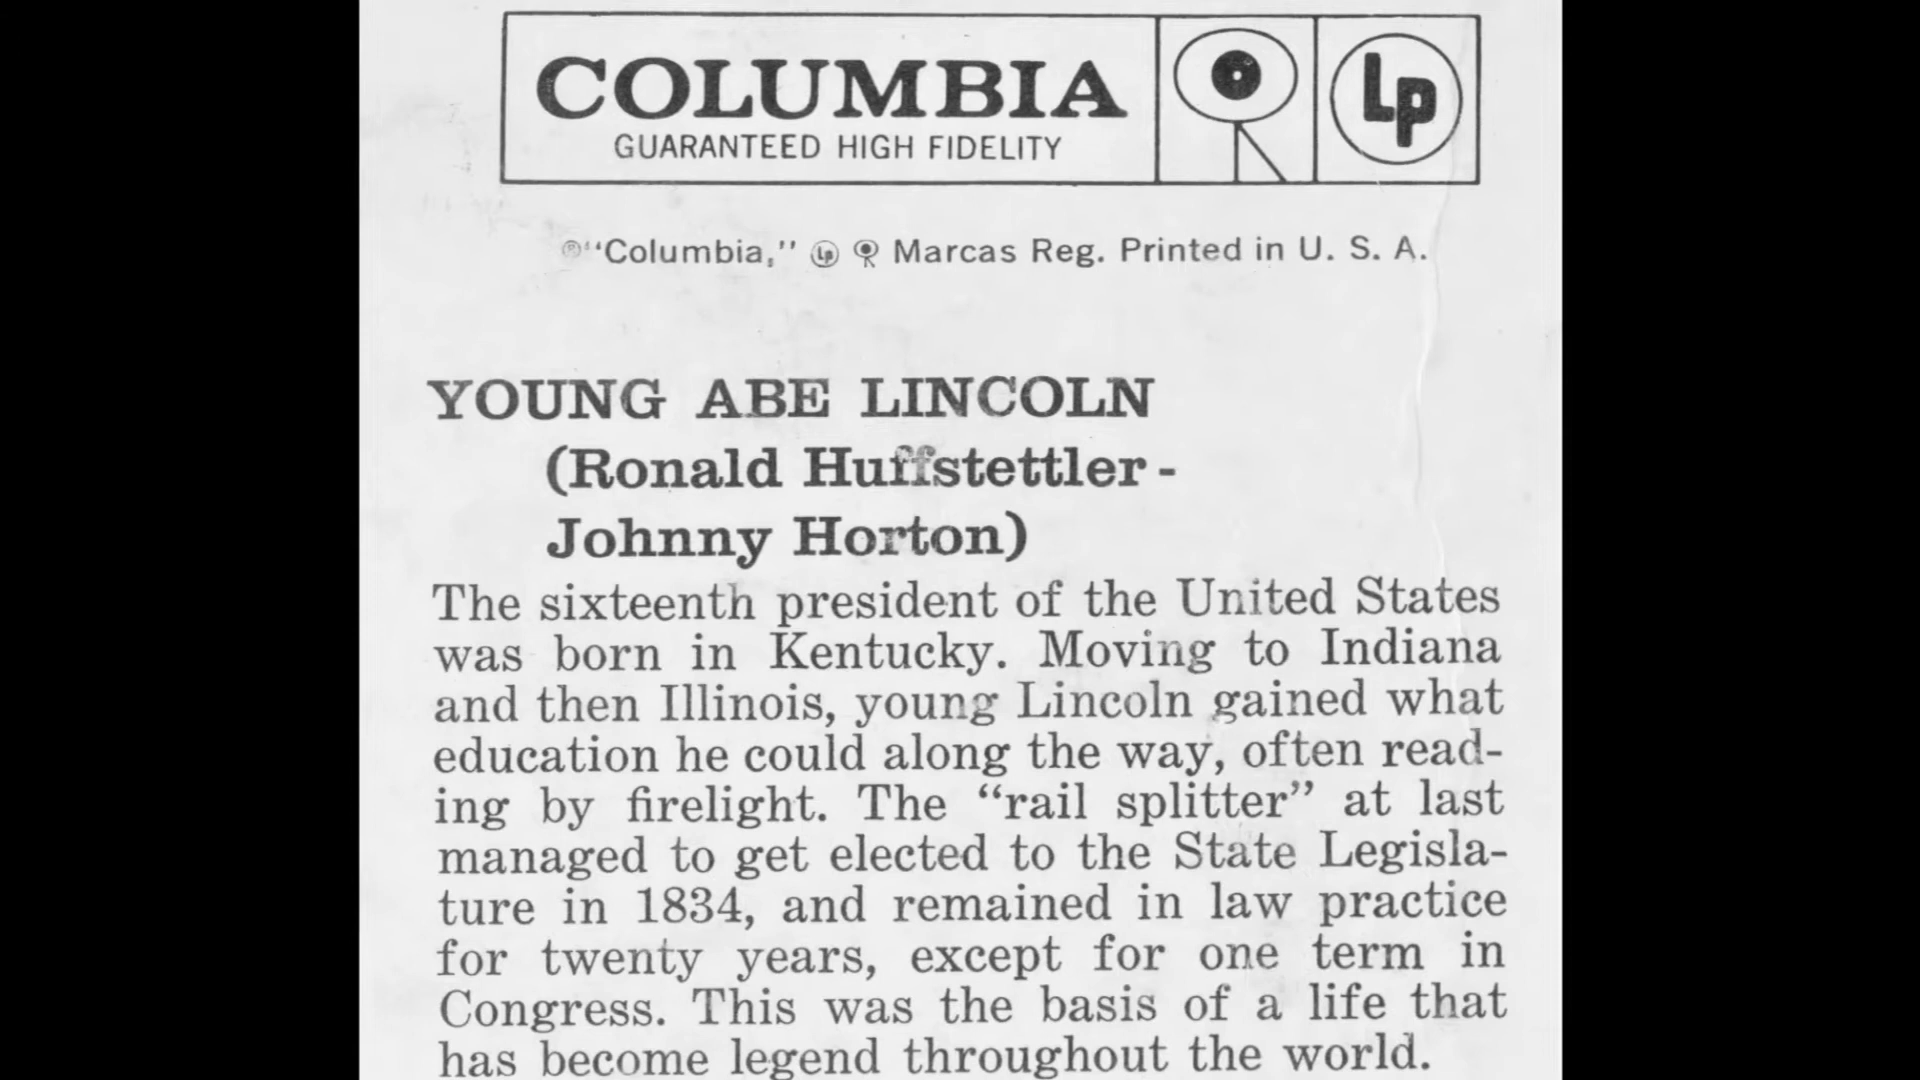 COLUMBIA
GUARANTEED HIGH FIDELITY
Lp
℗"Columbia," Lp Marcas Reg. Printed in U. S. A.
YOUNG ABE LINCOLN
(Ronald Huffstettler-
Johnny Horton)
The sixteenth president of the United States
was born in Kentucky. Moving to Indiana
and then Illinois, young Lincoln gained what
education he could along the way, often read-
ing by firelight. The “rail splitter” at last
managed to get elected to the State Legisla-
ture in 1834, and remained in law practice
for twenty years, except for one term in
Congress. This was the basis of a life that
has become legend throughout the world.